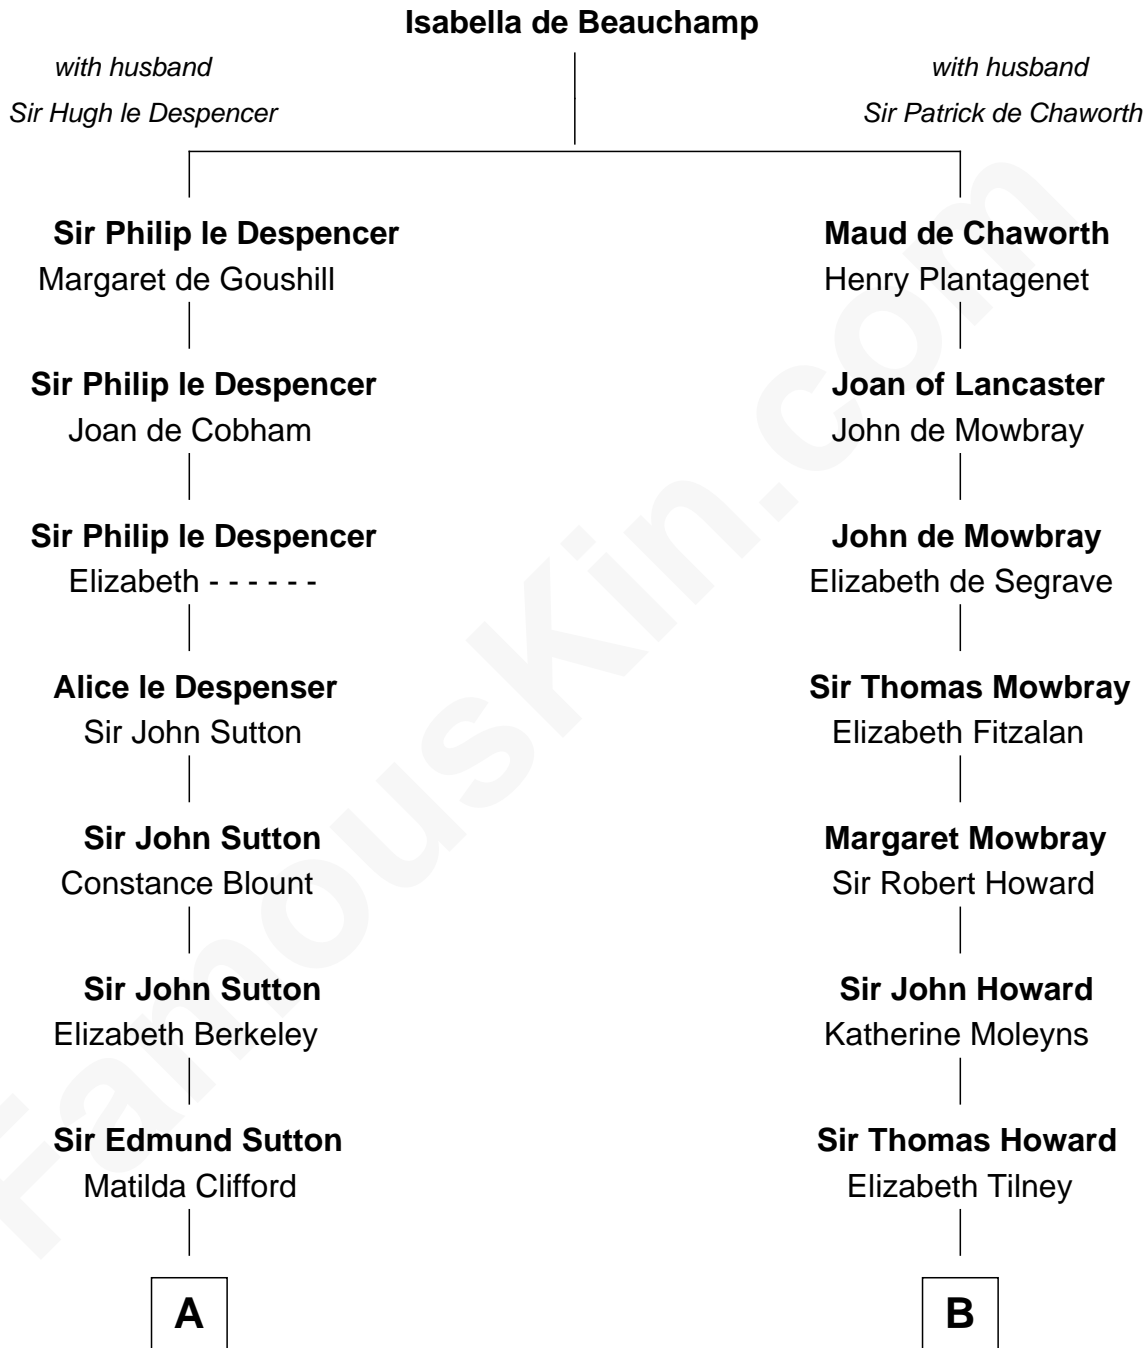 Isabella de Beauchamp
with husband
Sir Hugh le Despencer
with husband
Sir Patrick de Chaworth
Sir Philip le Despencer
Margaret de Goushill
Maud de Chaworth
Henry Plantagenet
Sir Philip le Despencer
Joan de Cobham
Joan of Lancaster
John de Mowbray
Sir Philip le Despencer
Elizabeth - - - - - -
John de Mowbray
Elizabeth de Segrave
Alice le Despenser
Sir John Sutton
Sir Thomas Mowbray
Elizabeth Fitzalan
Sir John Sutton
Constance Blount
Margaret Mowbray
Sir Robert Howard
Sir John Sutton
Elizabeth Berkeley
Sir John Howard
Katherine Moleyns
Sir Edmund Sutton
Matilda Clifford
Sir Thomas Howard
Elizabeth Tilney
A
B
FamousKin.com